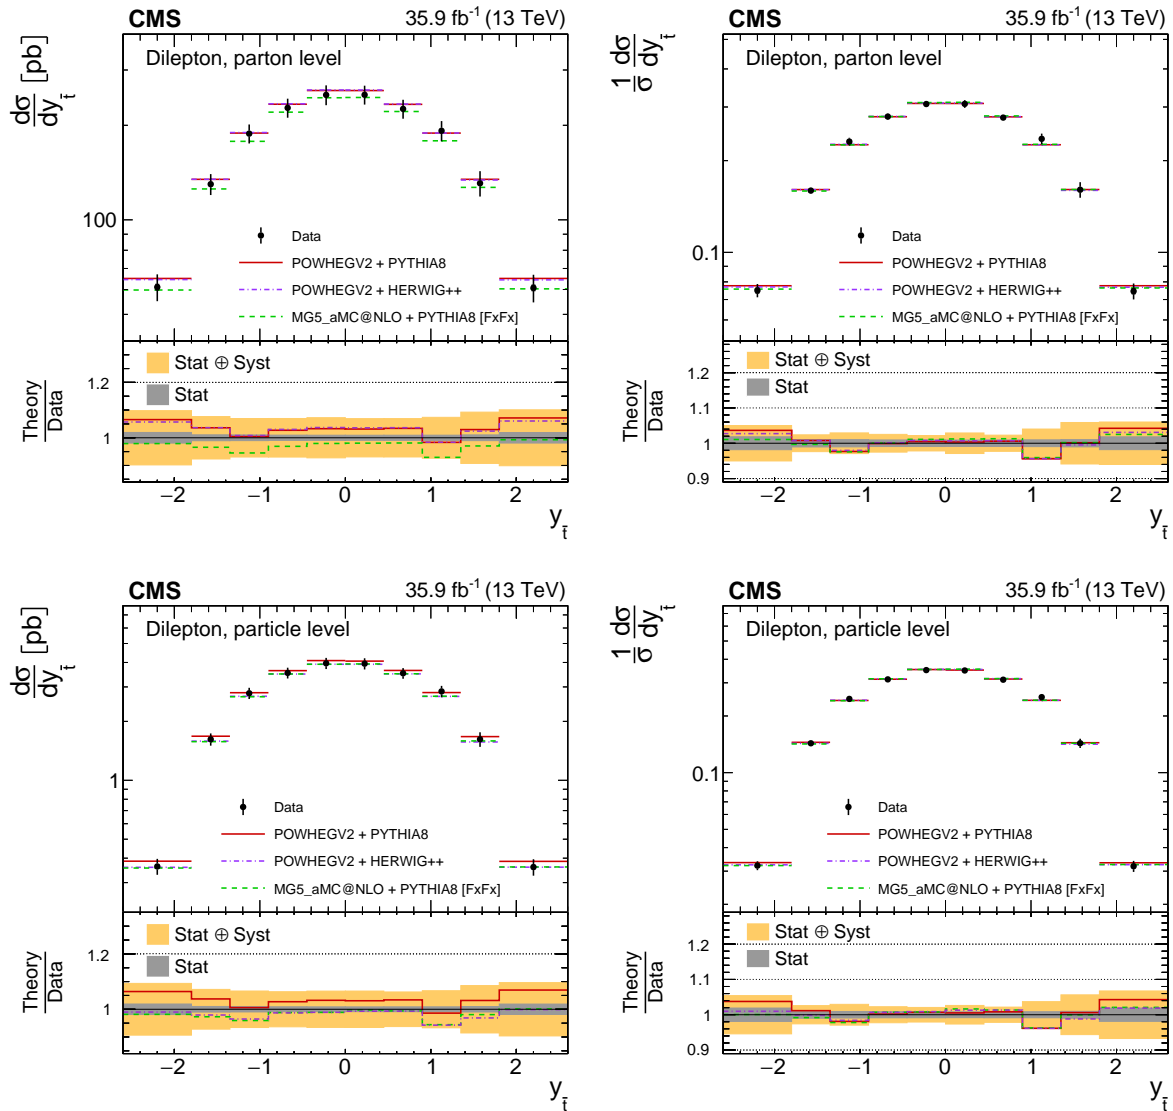 CMS 35.9 fb⁻¹ (13 TeV)
dσ/dy_t̄ [pb]
Dilepton, parton level
100
Data
POWHEGV2 + PYTHIA8
POWHEGV2 + HERWIG++
MG5_aMC@NLO + PYTHIA8 [FxFx]
Theory/Data
Stat ⊕ Syst
Stat
1.2
1
−2 −1 0 1 2
y_t̄
CMS 35.9 fb⁻¹ (13 TeV)
1/σ dσ/dy_t̄
Dilepton, parton level
0.1
Data
POWHEGV2 + PYTHIA8
POWHEGV2 + HERWIG++
MG5_aMC@NLO + PYTHIA8 [FxFx]
Theory/Data
Stat ⊕ Syst
Stat
1.2
1.1
1
0.9
−2 −1 0 1 2
y_t̄
CMS 35.9 fb⁻¹ (13 TeV)
dσ/dy_t̄ [pb]
Dilepton, particle level
1
Data
POWHEGV2 + PYTHIA8
POWHEGV2 + HERWIG++
MG5_aMC@NLO + PYTHIA8 [FxFx]
Theory/Data
Stat ⊕ Syst
Stat
1.2
1
−2 −1 0 1 2
y_t̄
CMS 35.9 fb⁻¹ (13 TeV)
1/σ dσ/dy_t̄
Dilepton, particle level
0.1
Data
POWHEGV2 + PYTHIA8
POWHEGV2 + HERWIG++
MG5_aMC@NLO + PYTHIA8 [FxFx]
Theory/Data
Stat ⊕ Syst
Stat
1.2
1.1
1
0.9
−2 −1 0 1 2
y_t̄